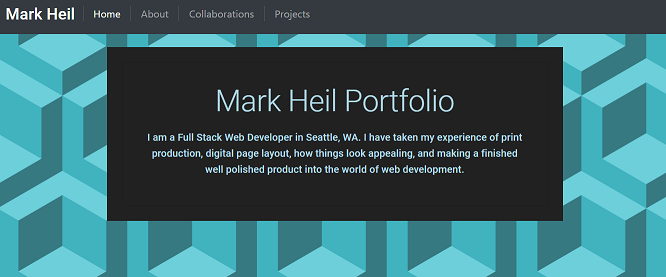 Mark Heil Home About Collaborations Projects
Mark Heil Portfolio
I am a Full Stack Web Developer in Seattle, WA. I have taken my experience of print
production, digital page layout, how things look appealing, and making a finished
well polished product into the world of web development.